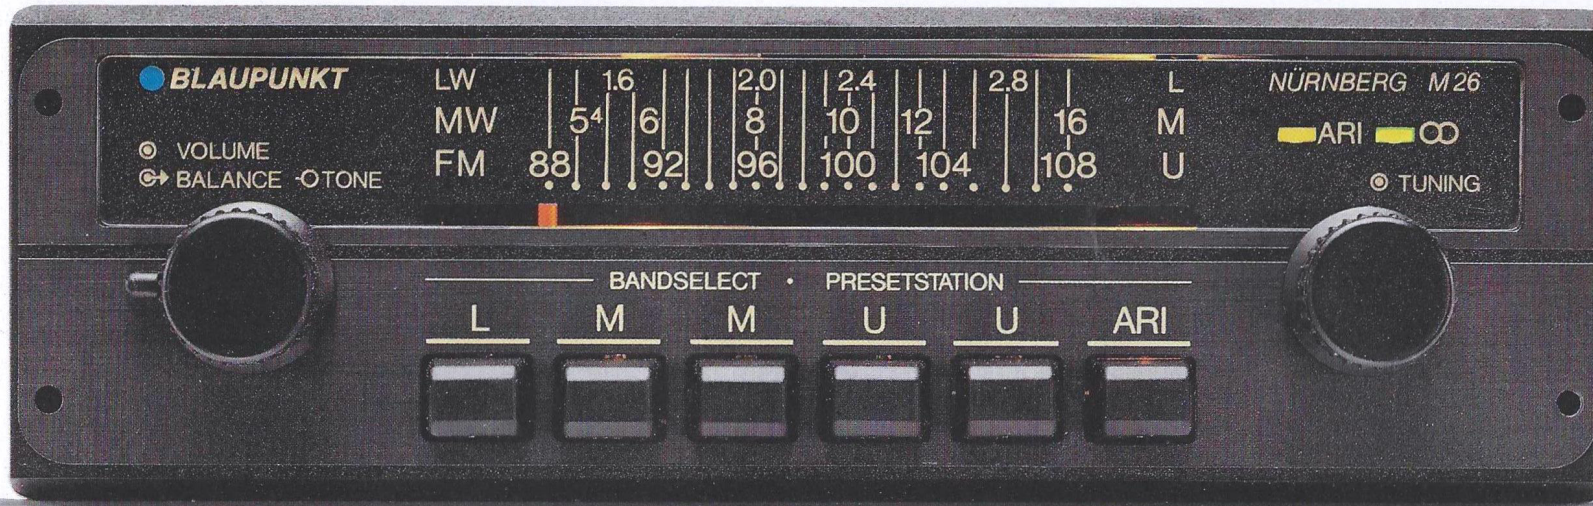 BLAUPUNKT
VOLUME
BALANCE TONE
LW 1.6 2.0 2.4 2.8 L
MW 5⁴ 6 8 10 12 16 M
FM 88 92 96 100 104 108 U
NÜRNBERG M 26
ARI
TUNING
BANDSELECT · PRESETSTATION
L M M U U ARI